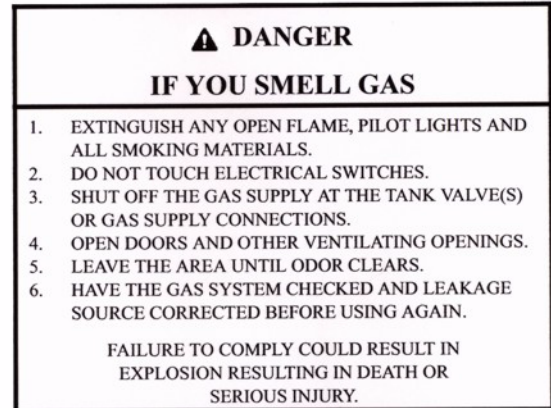 DANGER
IF YOU SMELL GAS
1. EXTINGUISH ANY OPEN FLAME, PILOT LIGHTS AND
ALL SMOKING MATERIALS.
2. DO NOT TOUCH ELECTRICAL SWITCHES.
3. SHUT OFF THE GAS SUPPLY AT THE TANK VALVE(S)
OR GAS SUPPLY CONNECTIONS.
4. OPEN DOORS AND OTHER VENTILATING OPENINGS.
5. LEAVE THE AREA UNTIL ODOR CLEARS.
6. HAVE THE GAS SYSTEM CHECKED AND LEAKAGE
SOURCE CORRECTED BEFORE USING AGAIN.
FAILURE TO COMPLY COULD RESULT IN
EXPLOSION RESULTING IN DEATH OR
SERIOUS INJURY.